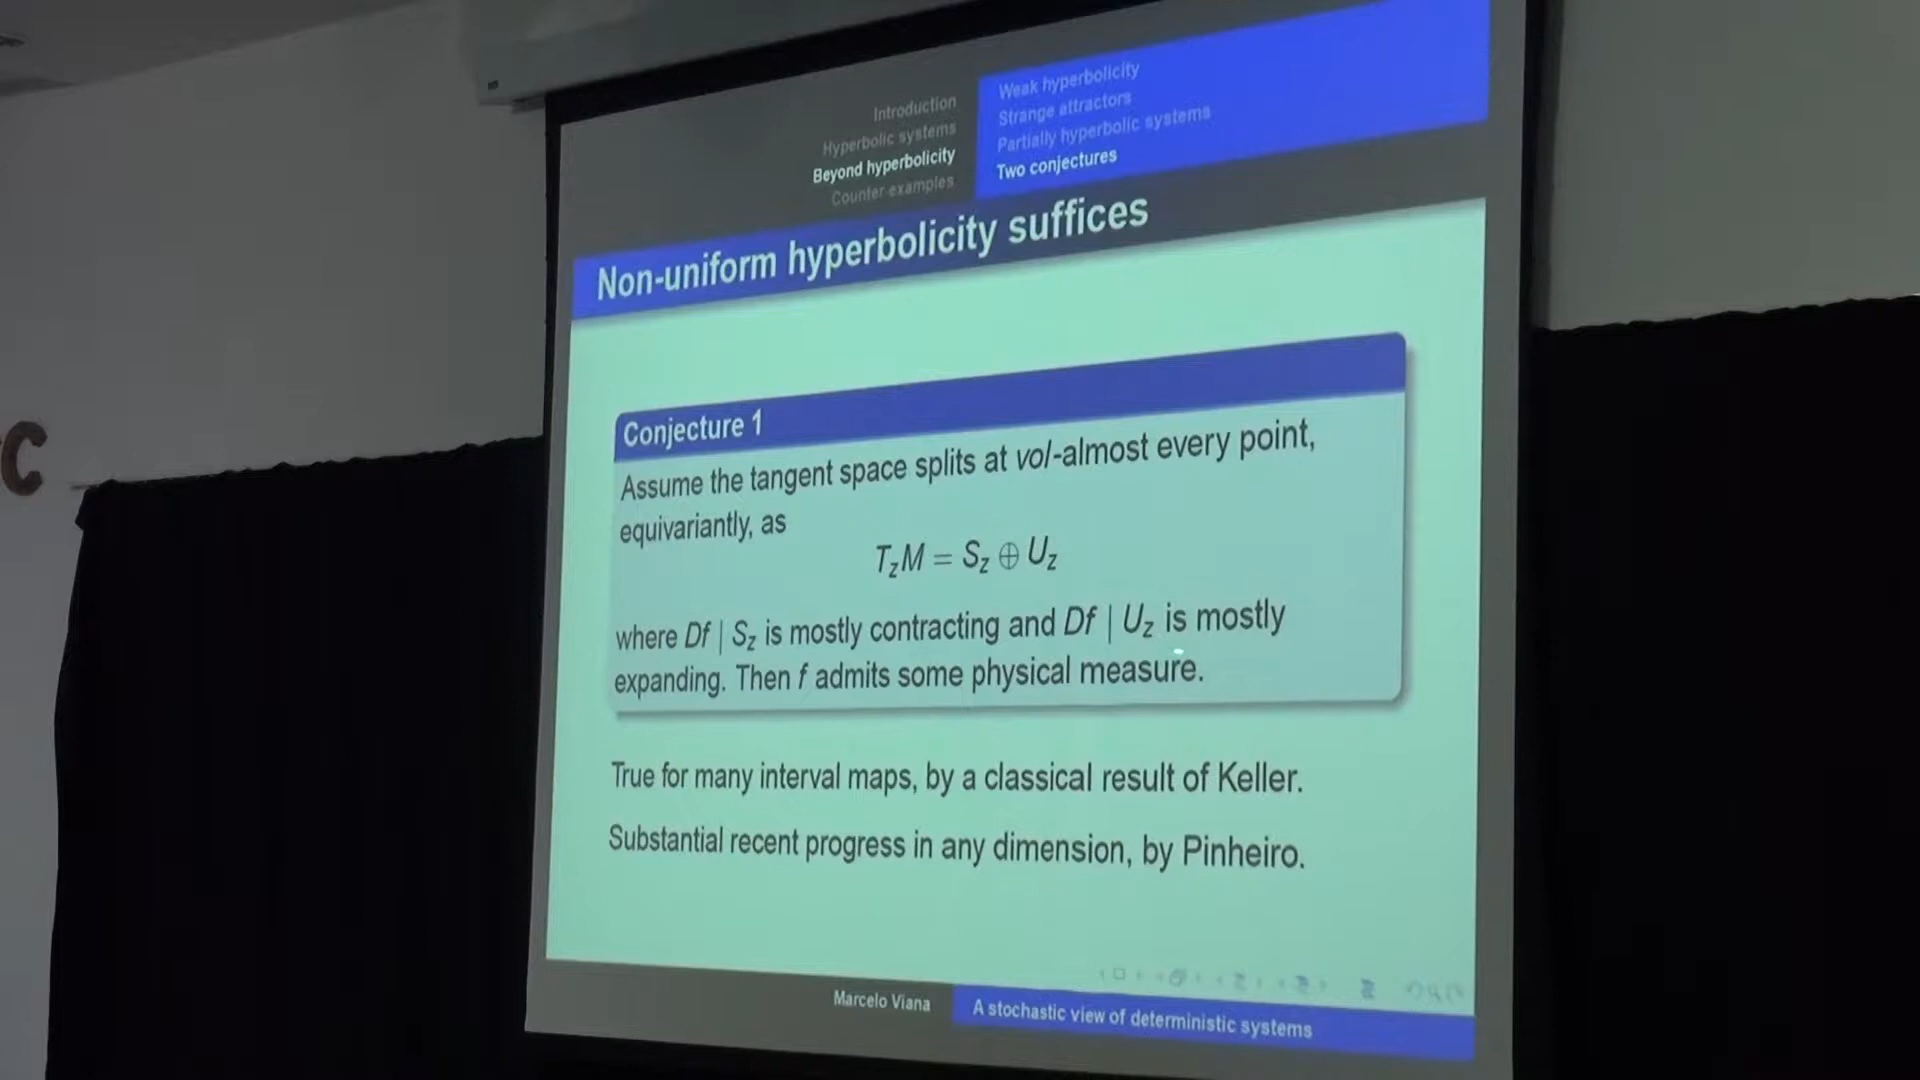 C
Introduction
Hyperbolic systems
Beyond hyperbolicity
Counter examples
Weak hyperbolicity
Strange attractors
Partially hyperbolic systems
Two conjectures
Non-uniform hyperbolicity suffices
Conjecture 1
Assume the tangent space splits at vol-almost every point,
equivariantly, as
T_zM = S_z ⊕ U_z
where Df | S_z is mostly contracting and Df | U_z is mostly
expanding. Then f admits some physical measure.
True for many interval maps, by a classical result of Keller.
Substantial recent progress in any dimension, by Pinheiro.
Marcelo Viana
A stochastic view of deterministic systems